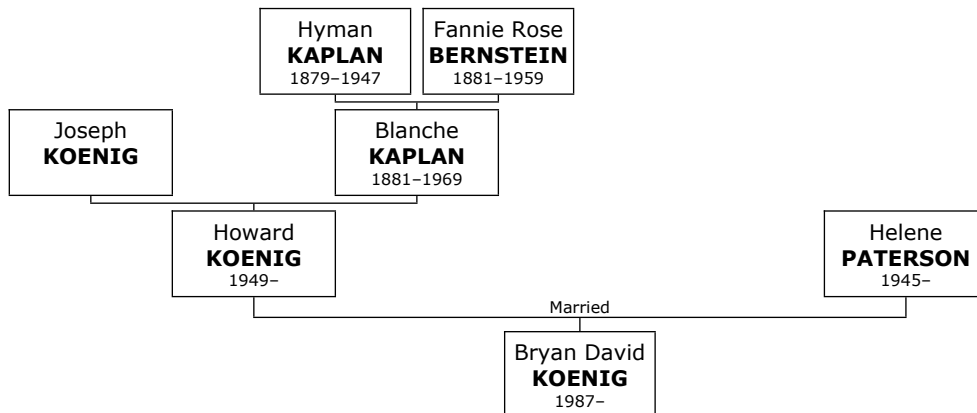 Hyman
KAPLAN
1879–1947
Fannie Rose
BERNSTEIN
1881–1959
Joseph
KOENIG
Blanche
KAPLAN
1881–1969
Howard
KOENIG
1949–
Helene
PATERSON
1945–
Married
Bryan David
KOENIG
1987–